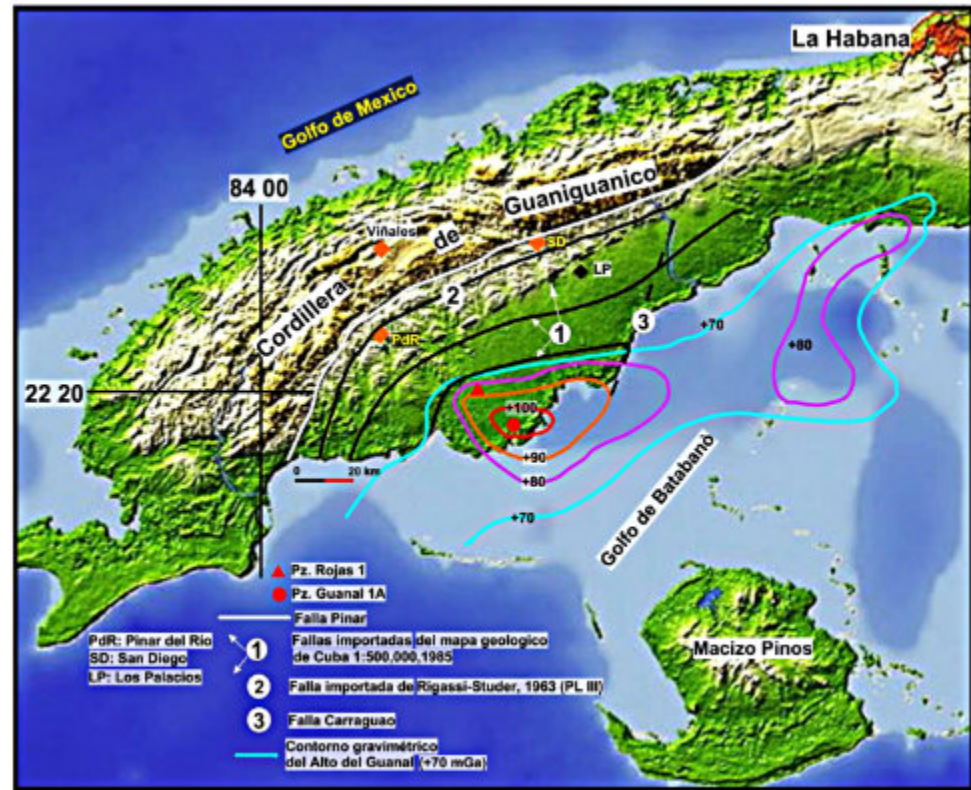 La Habana
Golfo de Mexico
84 00
Guaniguanico
Viñales
de
SD
LP
Cordillera
2
PdR
1
3
+70
+80
22 20
+100
+90
+80
+70
0 20 km
Golfo de Batabanò
Macizo Pinos
Pz. Rojas 1
Pz. Guanal 1A
Falla Pinar
PdR: Pinar del Rio
SD: San Diego
LP: Los Palacios
1 Fallas importadas del mapa geologico
de Cuba 1:500,000,1985
2 Falla importada de Rigassi-Studer, 1963 (PL III)
3 Falla Carraguao
Contorno gravimétrico
del Alto del Guanal (+70 mGa)